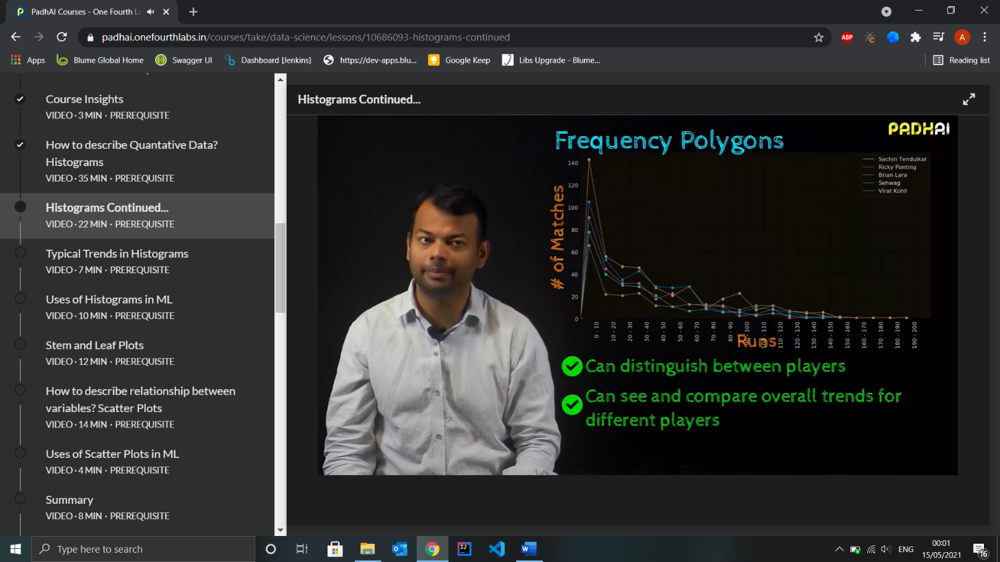 PadhAI Courses - One Fourth La
padhai.onefourthlabs.in/courses/take/data-science/lessons/10686093-histograms-continued
ABP
A
Apps
Blume Global Home
Swagger UI
Dashboard [Jenkins]
https://dev-apps.blu...
Google Keep
Libs Upgrade - Blume...
Reading list
Course Insights
VIDEO · 3 MIN · PREREQUISITE
How to describe Quantative Data?
Histograms
VIDEO · 35 MIN · PREREQUISITE
Histograms Continued...
VIDEO · 22 MIN · PREREQUISITE
Typical Trends in Histograms
VIDEO · 7 MIN · PREREQUISITE
Uses of Histograms in ML
VIDEO · 10 MIN · PREREQUISITE
Stem and Leaf Plots
VIDEO · 12 MIN · PREREQUISITE
How to describe relationship between
variables? Scatter Plots
VIDEO · 14 MIN · PREREQUISITE
Uses of Scatter Plots in ML
VIDEO · 4 MIN · PREREQUISITE
Summary
VIDEO · 8 MIN · PREREQUISITE
Histograms Continued...
PADHAI
Frequency Polygons
Sachin Tendulkar
Ricky Ponting
Brian Lara
Sehwag
Virat Kohli
# of Matches
140
120
100
80
60
40
20
0
0 - 10
10 - 20
20 - 30
30 - 40
40 - 50
50 - 60
60 - 70
70 - 80
80 - 90
90 - 100
100 - 110
110 - 120
120 - 130
130 - 140
140 - 150
150 - 160
160 - 170
170 - 180
180 - 190
190 - 200
Runs
Can distinguish between players
Can see and compare overall trends for
different players
Type here to search
ENG
00:01
15/05/2021
16